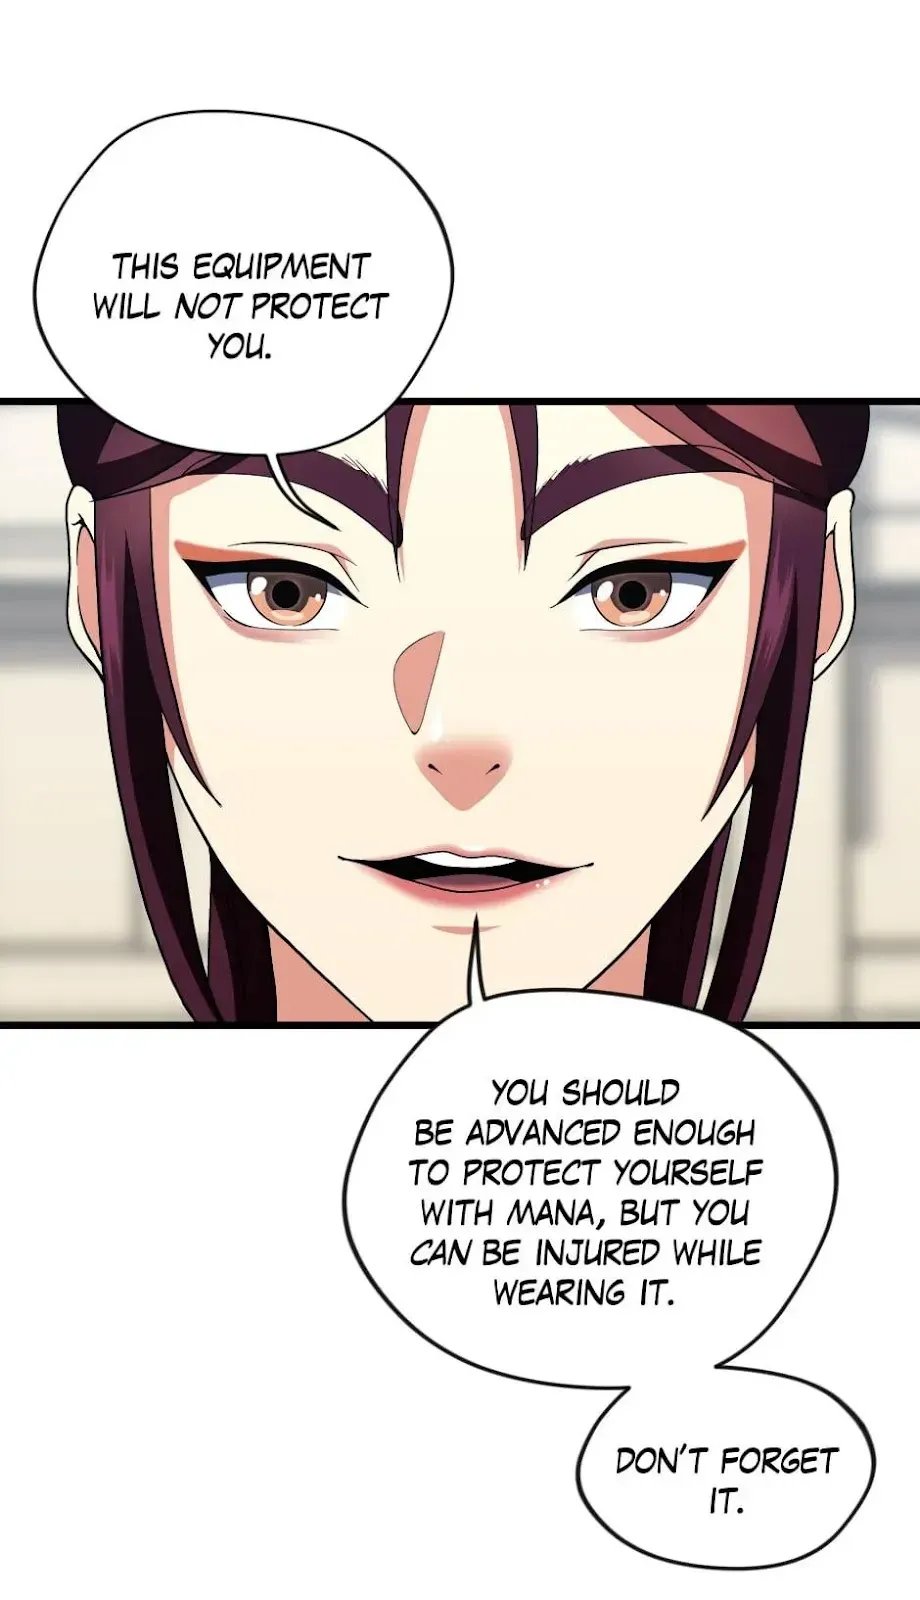 THIS EQUIPMENT
WILL NOT PROTECT
YOU.
YOU SHOULD
BE ADVANCED ENOUGH
TO PROTECT YOURSELF
WITH MANA, BUT YOU
CAN BE INJURED WHILE
WEARING IT.
DON'T FORGET
IT.